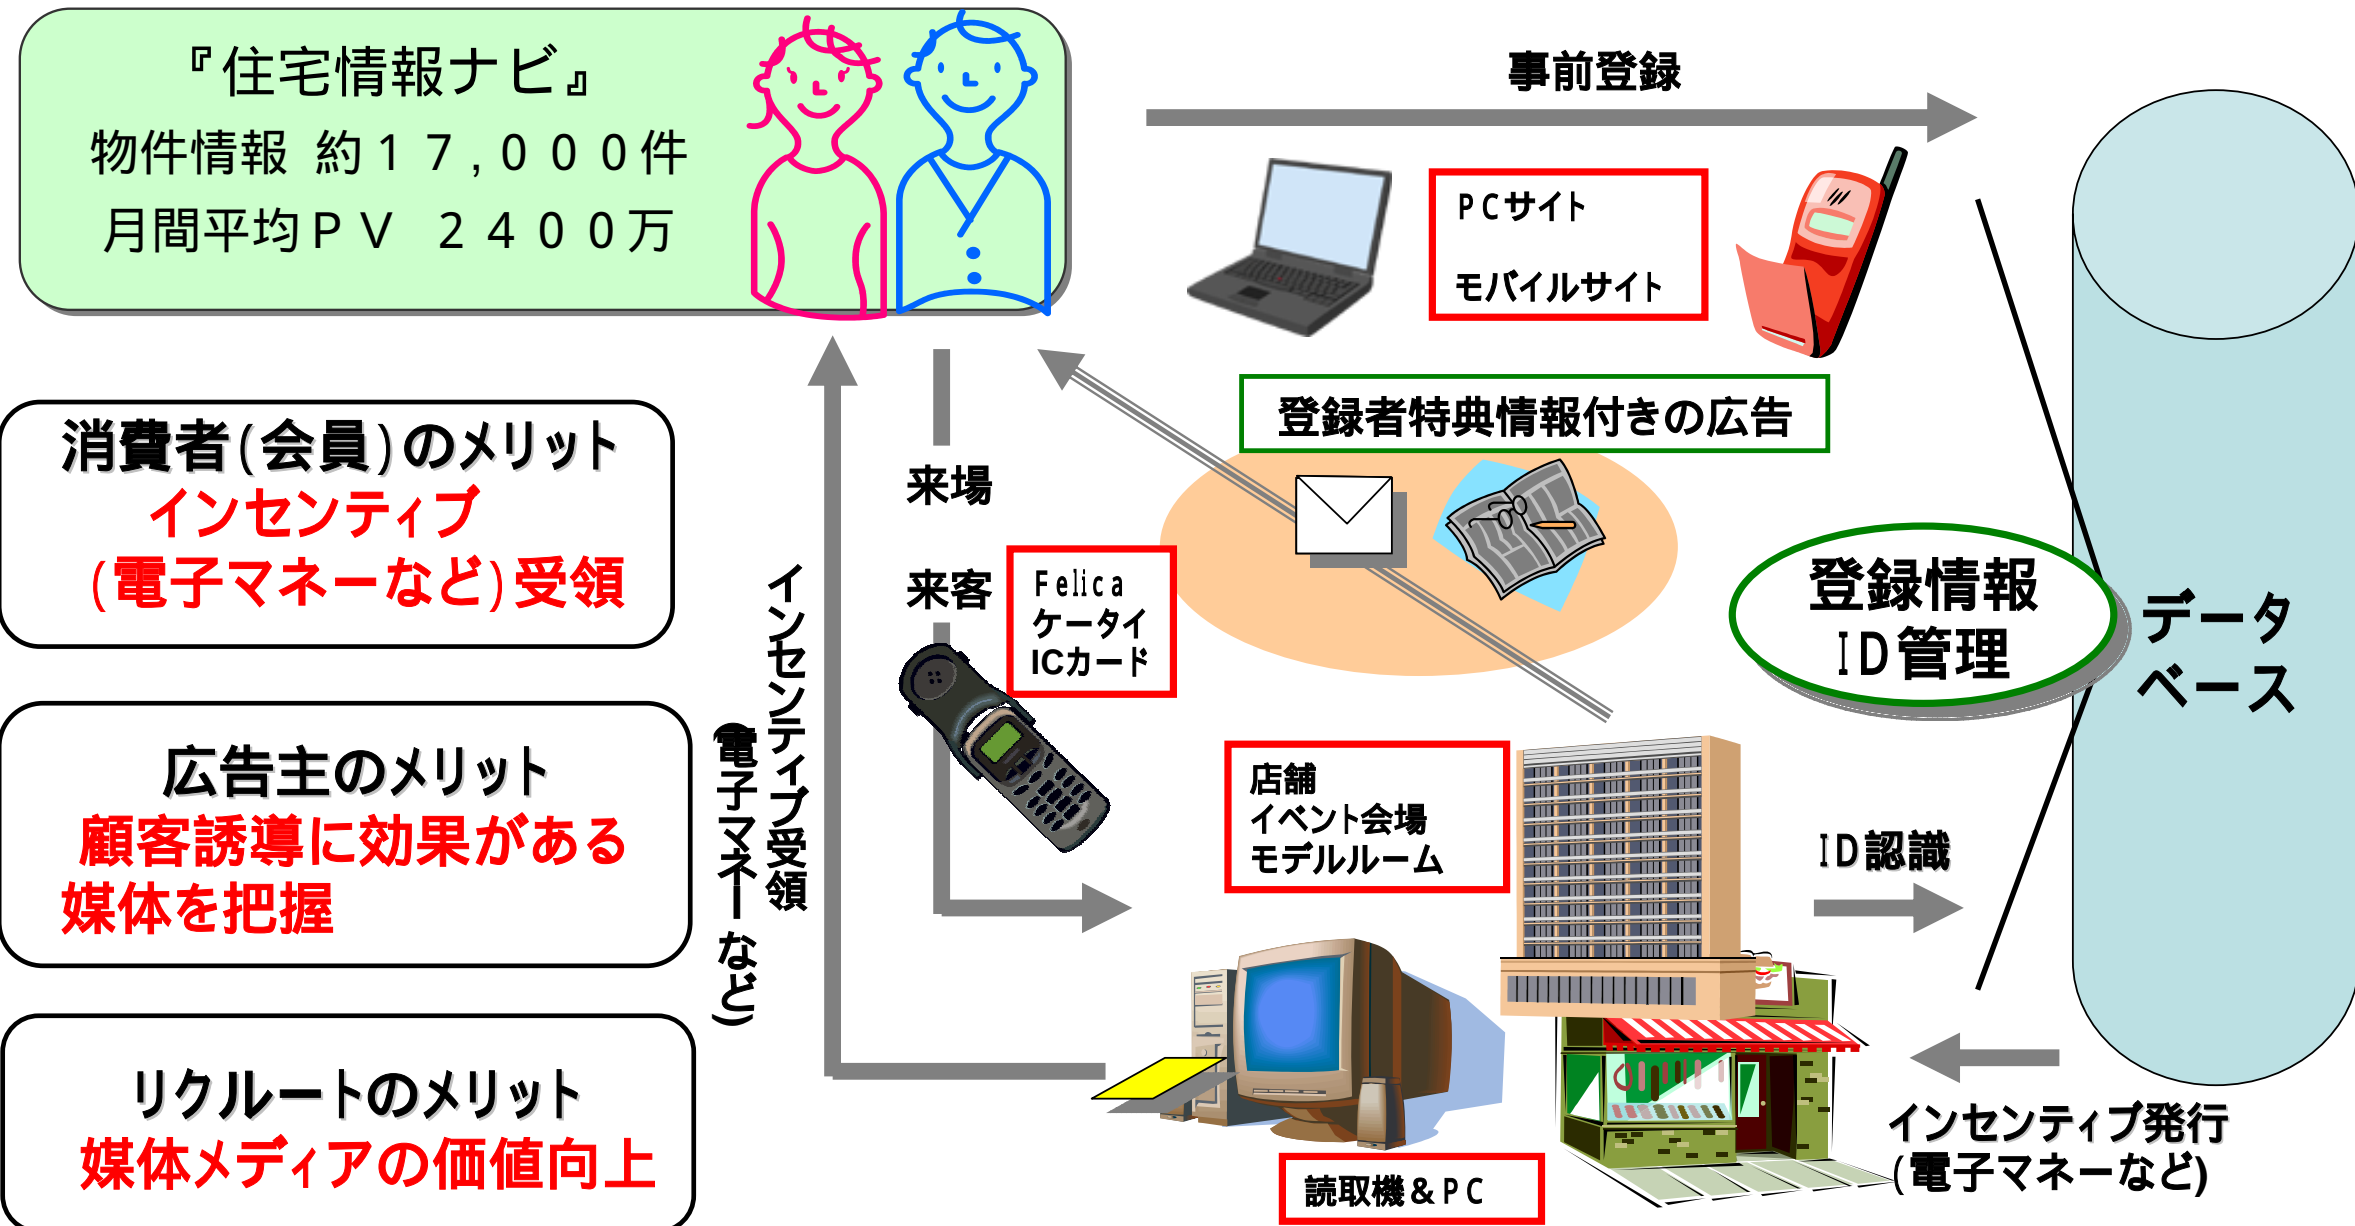 『住宅情報ナビ』
物件情報 約１７,０００件
月間平均ＰＶ ２４００万
事前登録
ＰＣサイト
モバイルサイト
登録者特典情報付きの広告
消費者(会員)のメリット
インセンティブ
(電子マネーなど)受領
来場
来客
Felica
ケータイ
ICカード
インセンティブ受領
(電子マネーなど)
登録情報
ID管理
データ
ベース
広告主のメリット
顧客誘導に効果がある
媒体を把握
店舗
イベント会場
モデルルーム
ID認識
リクルートのメリット
媒体メディアの価値向上
読取機＆ＰＣ
インセンティブ発行
(電子マネーなど)